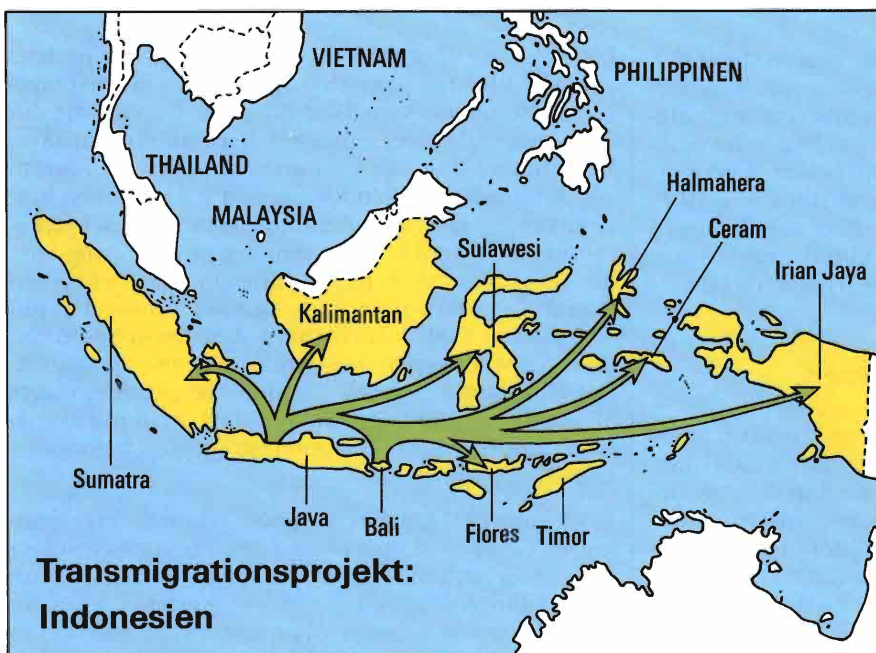 VIETNAM
PHILIPPINEN
THAILAND
MALAYSIA
Halmahera
Ceram
Sulawesi
Irian Jaya
Kalimantan
Sumatra
Java
Bali
Flores
Timor
Transmigrationsprojekt:
Indonesien